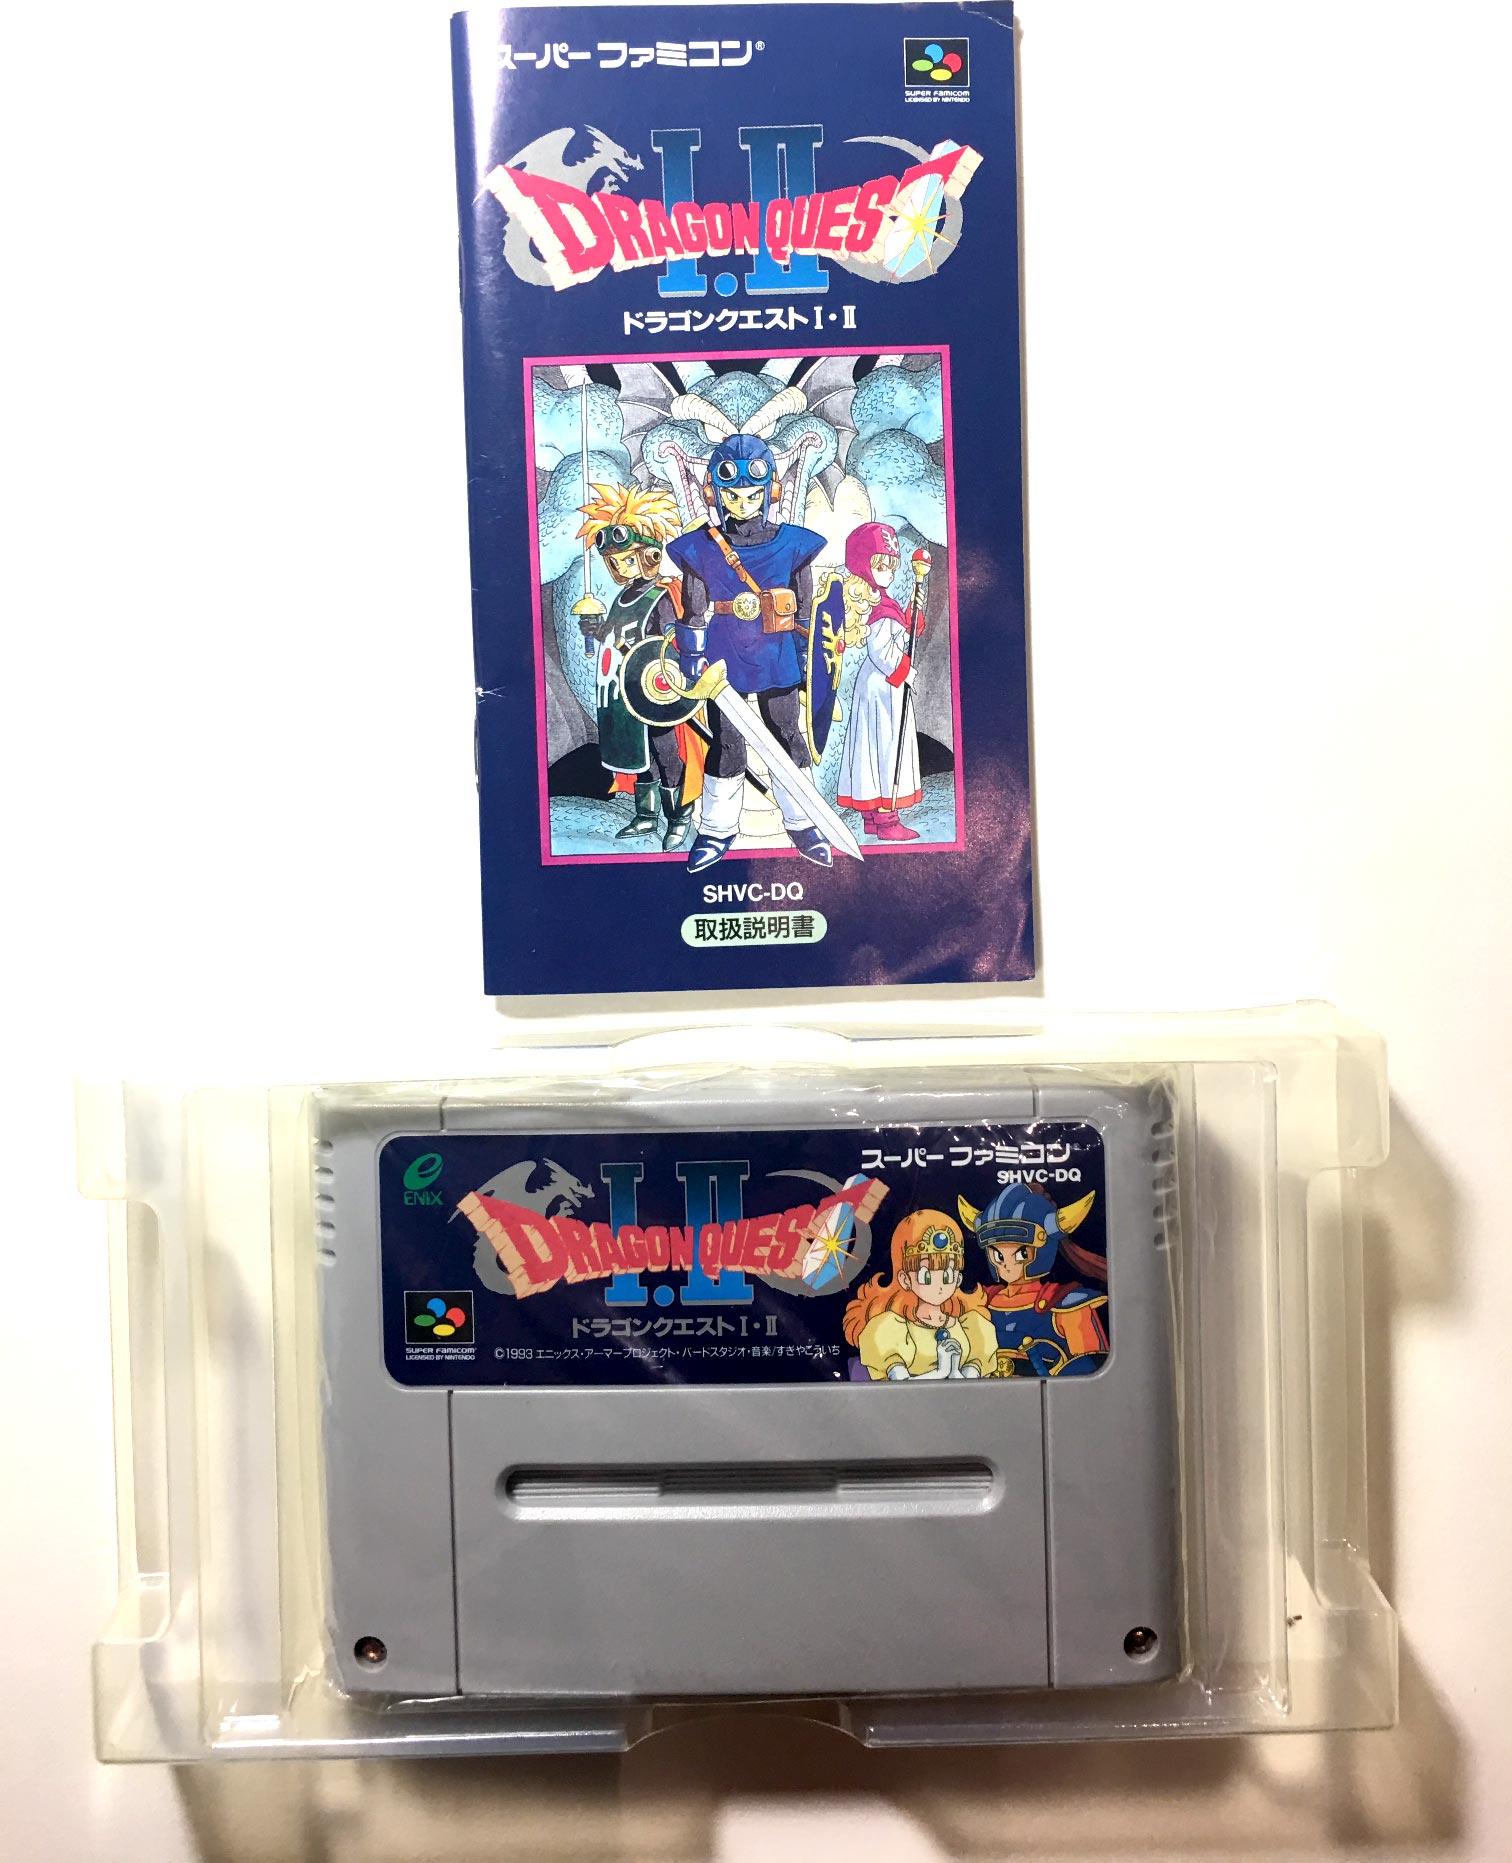 スーパー ファミコン®
SUPER FAMICOM
LICENSED BY NINTENDO
I.II
DRAGON QUEST
ドラゴンクエスト I・II
SHVC-DQ
取扱説明書
ENIX
I.II
DRAGON QUEST
スーパー ファミコン®
SHVC-DQ
ドラゴンクエスト I・II
SUPER FAMICOM
LICENSED BY NINTENDO
©1993 エニックス・アーマープロジェクト・バードスタジオ・音楽/すぎやまこういち